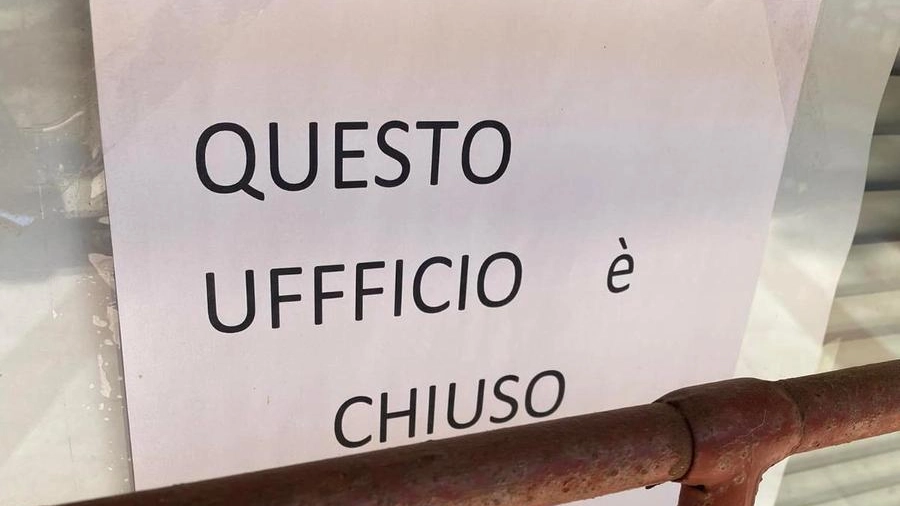 QUESTO
UFFFICIO è
CHIUSO